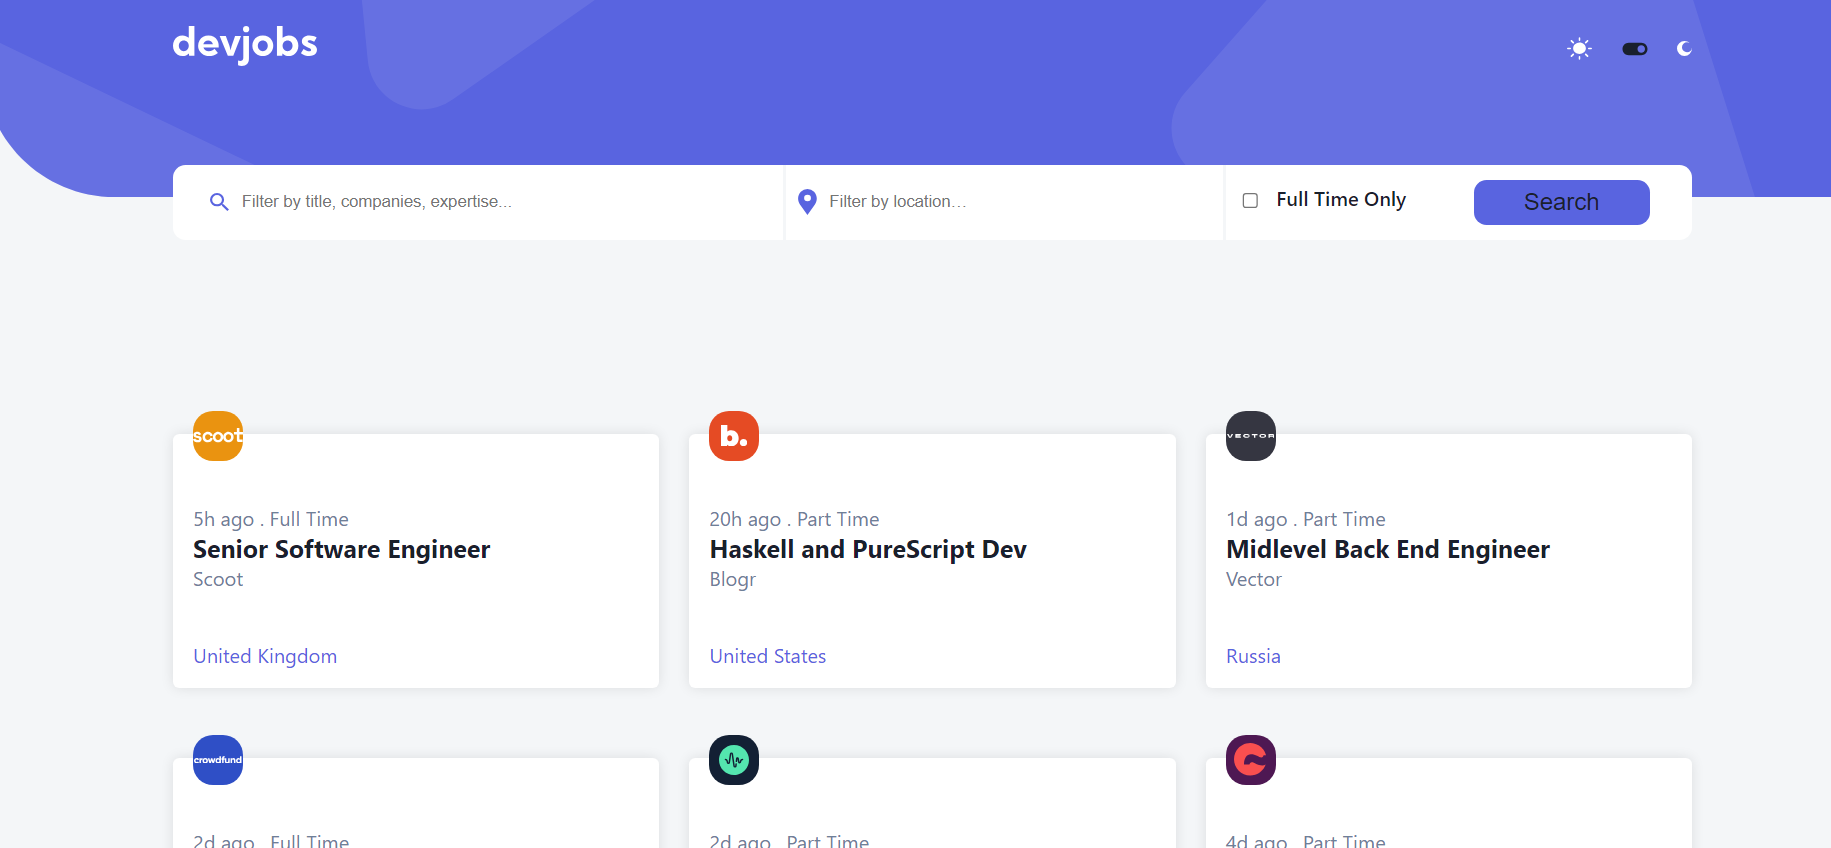 devjobs
Filter by title, companies, expertise...
Filter by location…
Full Time Only
Search
scoot
b.
VECTOR
5h ago . Full Time
20h ago . Part Time
1d ago . Part Time
Senior Software Engineer
Haskell and PureScript Dev
Midlevel Back End Engineer
Scoot
Blogr
Vector
United Kingdom
United States
Russia
crowdfund
2d ago . Full Time
2d ago . Part Time
4d ago . Part Time